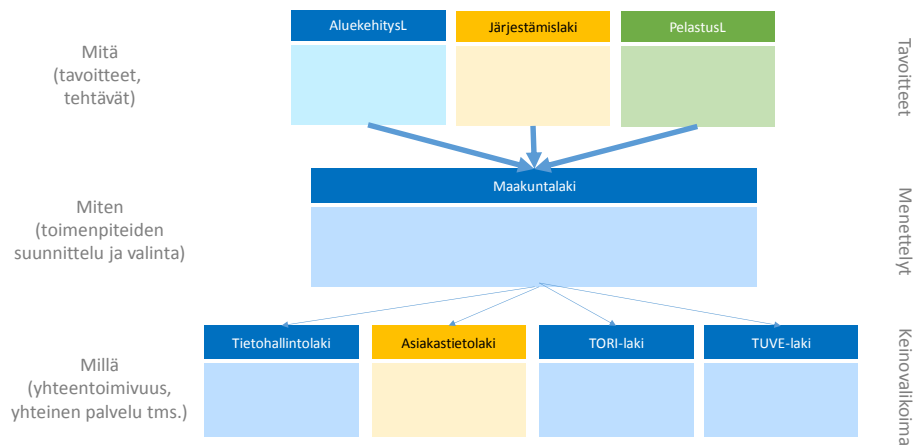 AluekehitysL
Järjestämislaki
PelastusL
Mitä
(tavoitteet,
tehtävät)
Tavoitteet
Maakuntalaki
Miten
(toimenpiteiden
suunnittelu ja valinta)
Menettelyt
Tietohallintolaki
Asiakastietolaki
TORI-laki
TUVE-laki
Millä
(yhteentoimivuus,
yhteinen palvelu tms.)
Keinovalikoima